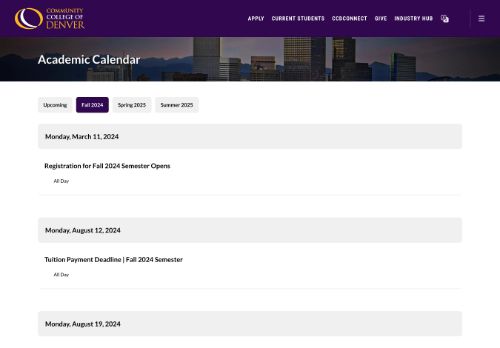 COMMUNITY
COLLEGE OF
DENVER
APPLY CURRENT STUDENTS CCDCONNECT GIVE INDUSTRY HUB
Academic Calendar
Upcoming Fall 2024 Spring 2025 Summer 2025
Monday, March 11, 2024
Registration for Fall 2024 Semester Opens
All Day
Monday, August 12, 2024
Tuition Payment Deadline | Fall 2024 Semester
All Day
Monday, August 19, 2024